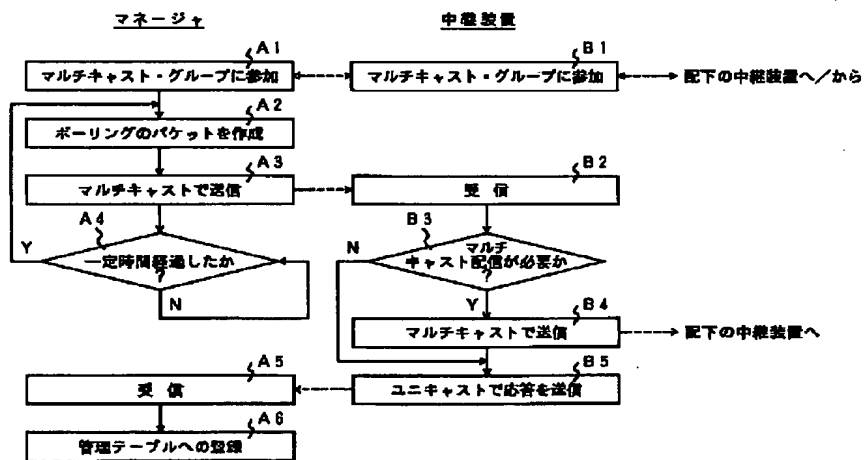 マネージャ
中継装置
A1
B1
マルチキャスト・グループに参加
マルチキャスト・グループに参加
配下の中継装置へ/から
A2
ポーリングのパケットを作成
A3
B2
マルチキャストで送信
受信
A4
B3
Y
一定時間経過したか
?
N
N
マルチ
キャスト配信が必要か
?
Y
B4
マルチキャストで送信
配下の中継装置へ
A5
B5
受信
ユニキャストで応答を送信
A6
管理テーブルへの登録